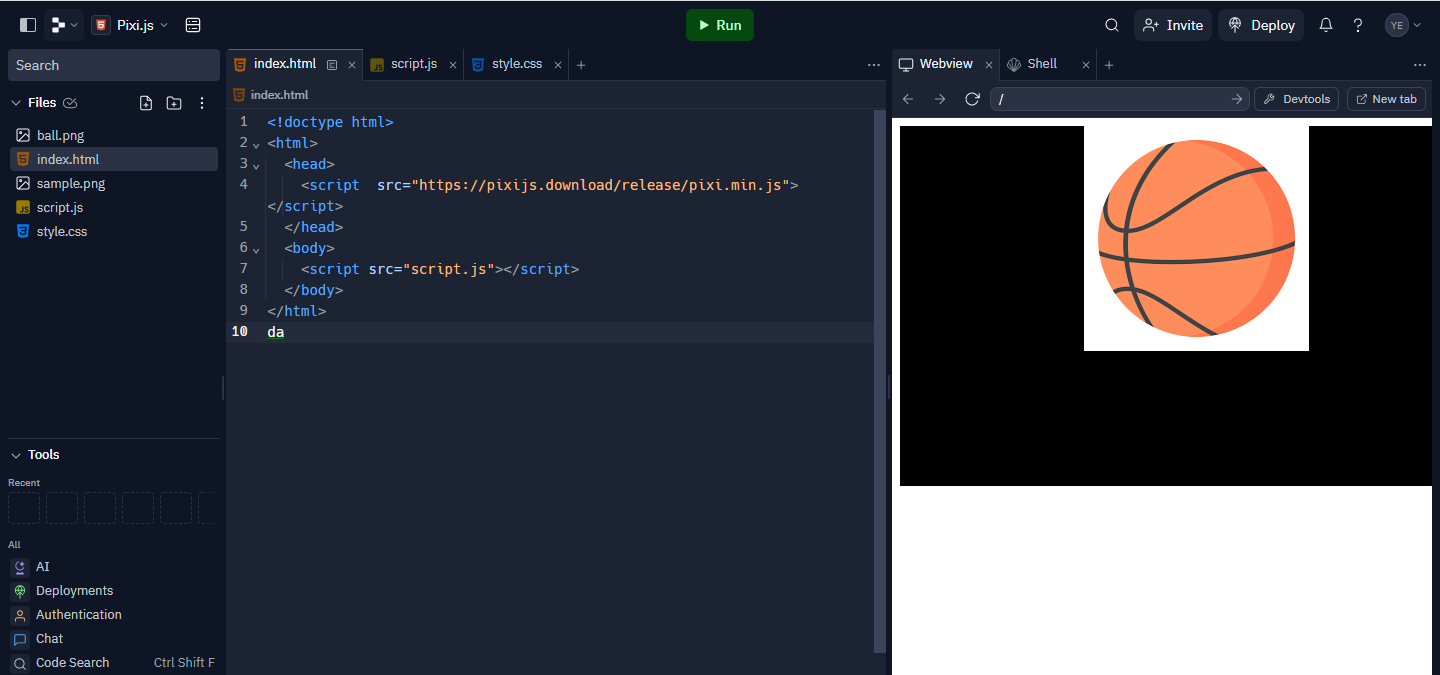 Pixi.js
Run
Invite
Deploy
YE
Search
Files
ball.png
index.html
sample.png
script.js
style.css
Tools
Recent
All
AI
Deployments
Authentication
Chat
Code Search Ctrl Shift F
index.html script.js style.css
index.html
1 <!doctype html>
2 <html>
3 <head>
4 <script  src="https://pixijs.download/release/pixi.min.js">
</script>
5 </head>
6 <body>
7 <script src="script.js"></script>
8 </body>
9 </html>
10 da
Webview Shell
/ Devtools New tab